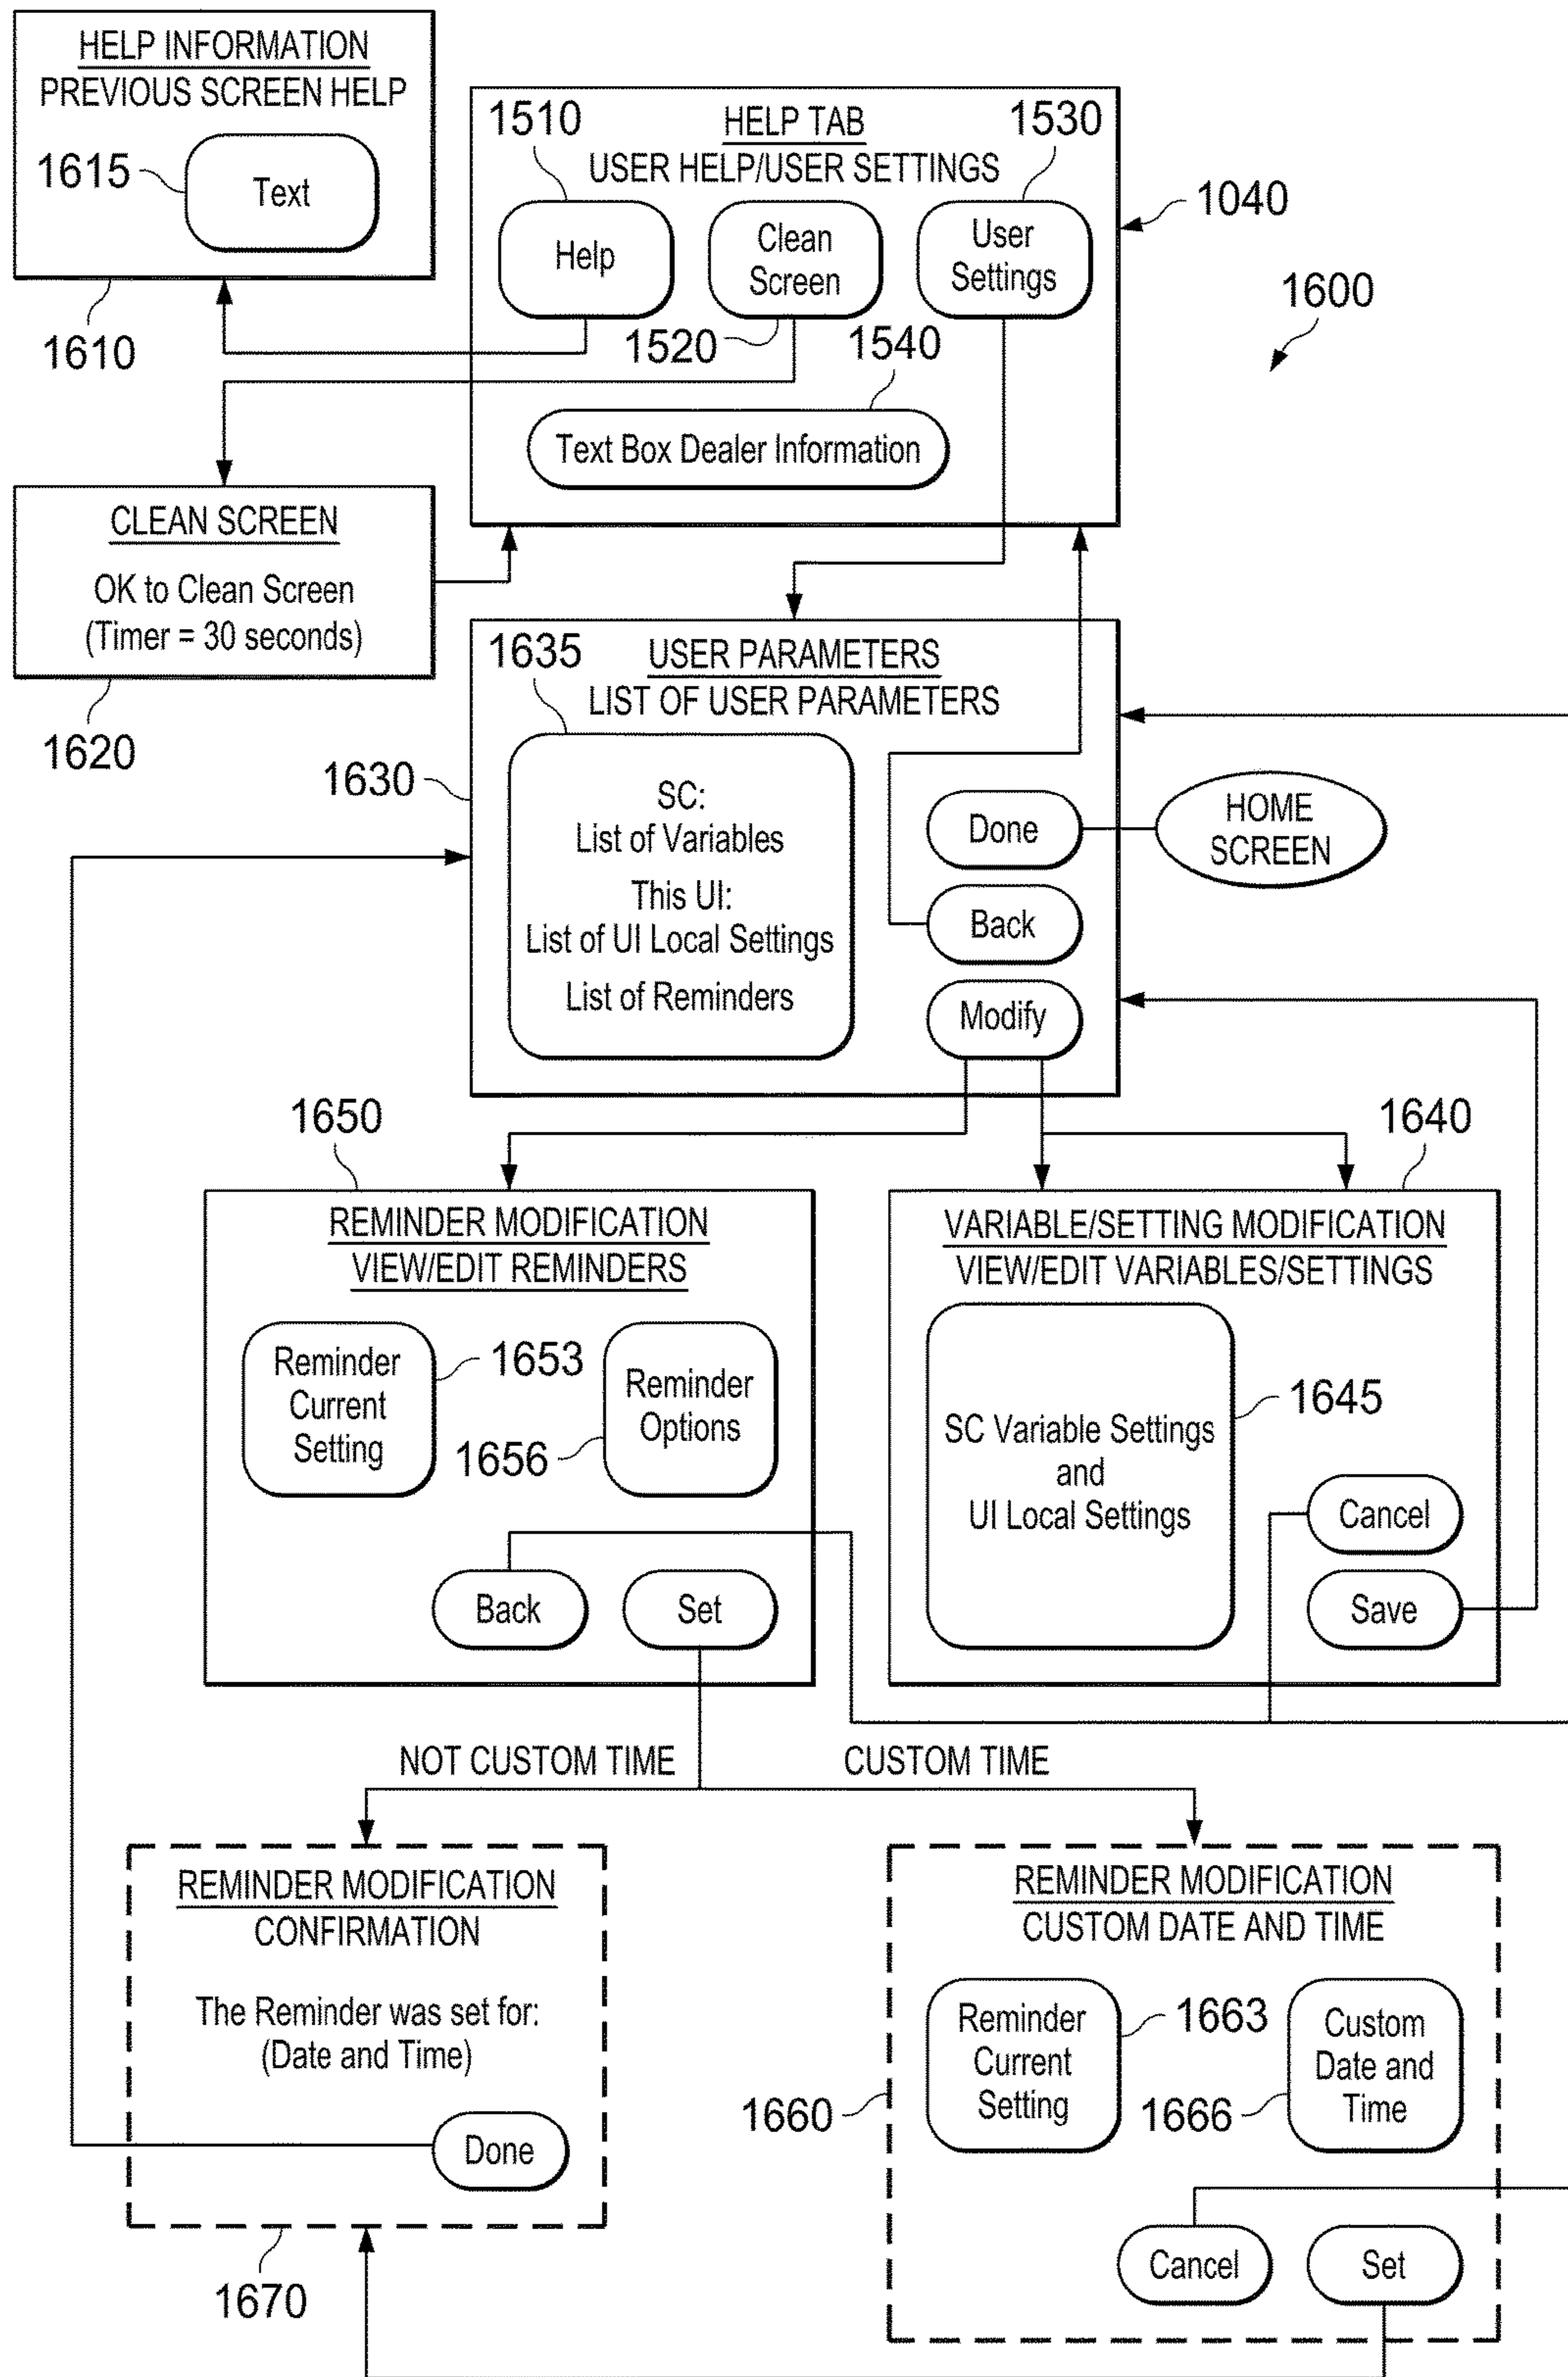 HELP INFORMATION
PREVIOUS SCREEN HELP
1615
Text
1610
1510
HELP TAB
1530
USER HELP/USER SETTINGS
Help
Clean
Screen
User
Settings
1040
1520
1540
1600
Text Box Dealer Information
CLEAN SCREEN
OK to Clean Screen
(Timer = 30 seconds)
1620
1635
USER PARAMETERS
LIST OF USER PARAMETERS
1630
SC:
List of Variables
This UI:
List of UI Local Settings
List of Reminders
Done
HOME
SCREEN
Back
Modify
1650
1640
REMINDER MODIFICATION
VIEW/EDIT REMINDERS
Reminder
Current
Setting
1653
1656
Reminder
Options
Back
Set
VARIABLE/SETTING MODIFICATION
VIEW/EDIT VARIABLES/SETTINGS
SC Variable Settings
and
UI Local Settings
1645
Cancel
Save
NOT CUSTOM TIME
CUSTOM TIME
REMINDER MODIFICATION
CONFIRMATION
The Reminder was set for:
(Date and Time)
Done
1670
REMINDER MODIFICATION
CUSTOM DATE AND TIME
Reminder
Current
Setting
1663
1660
1666
Custom
Date and
Time
Cancel
Set